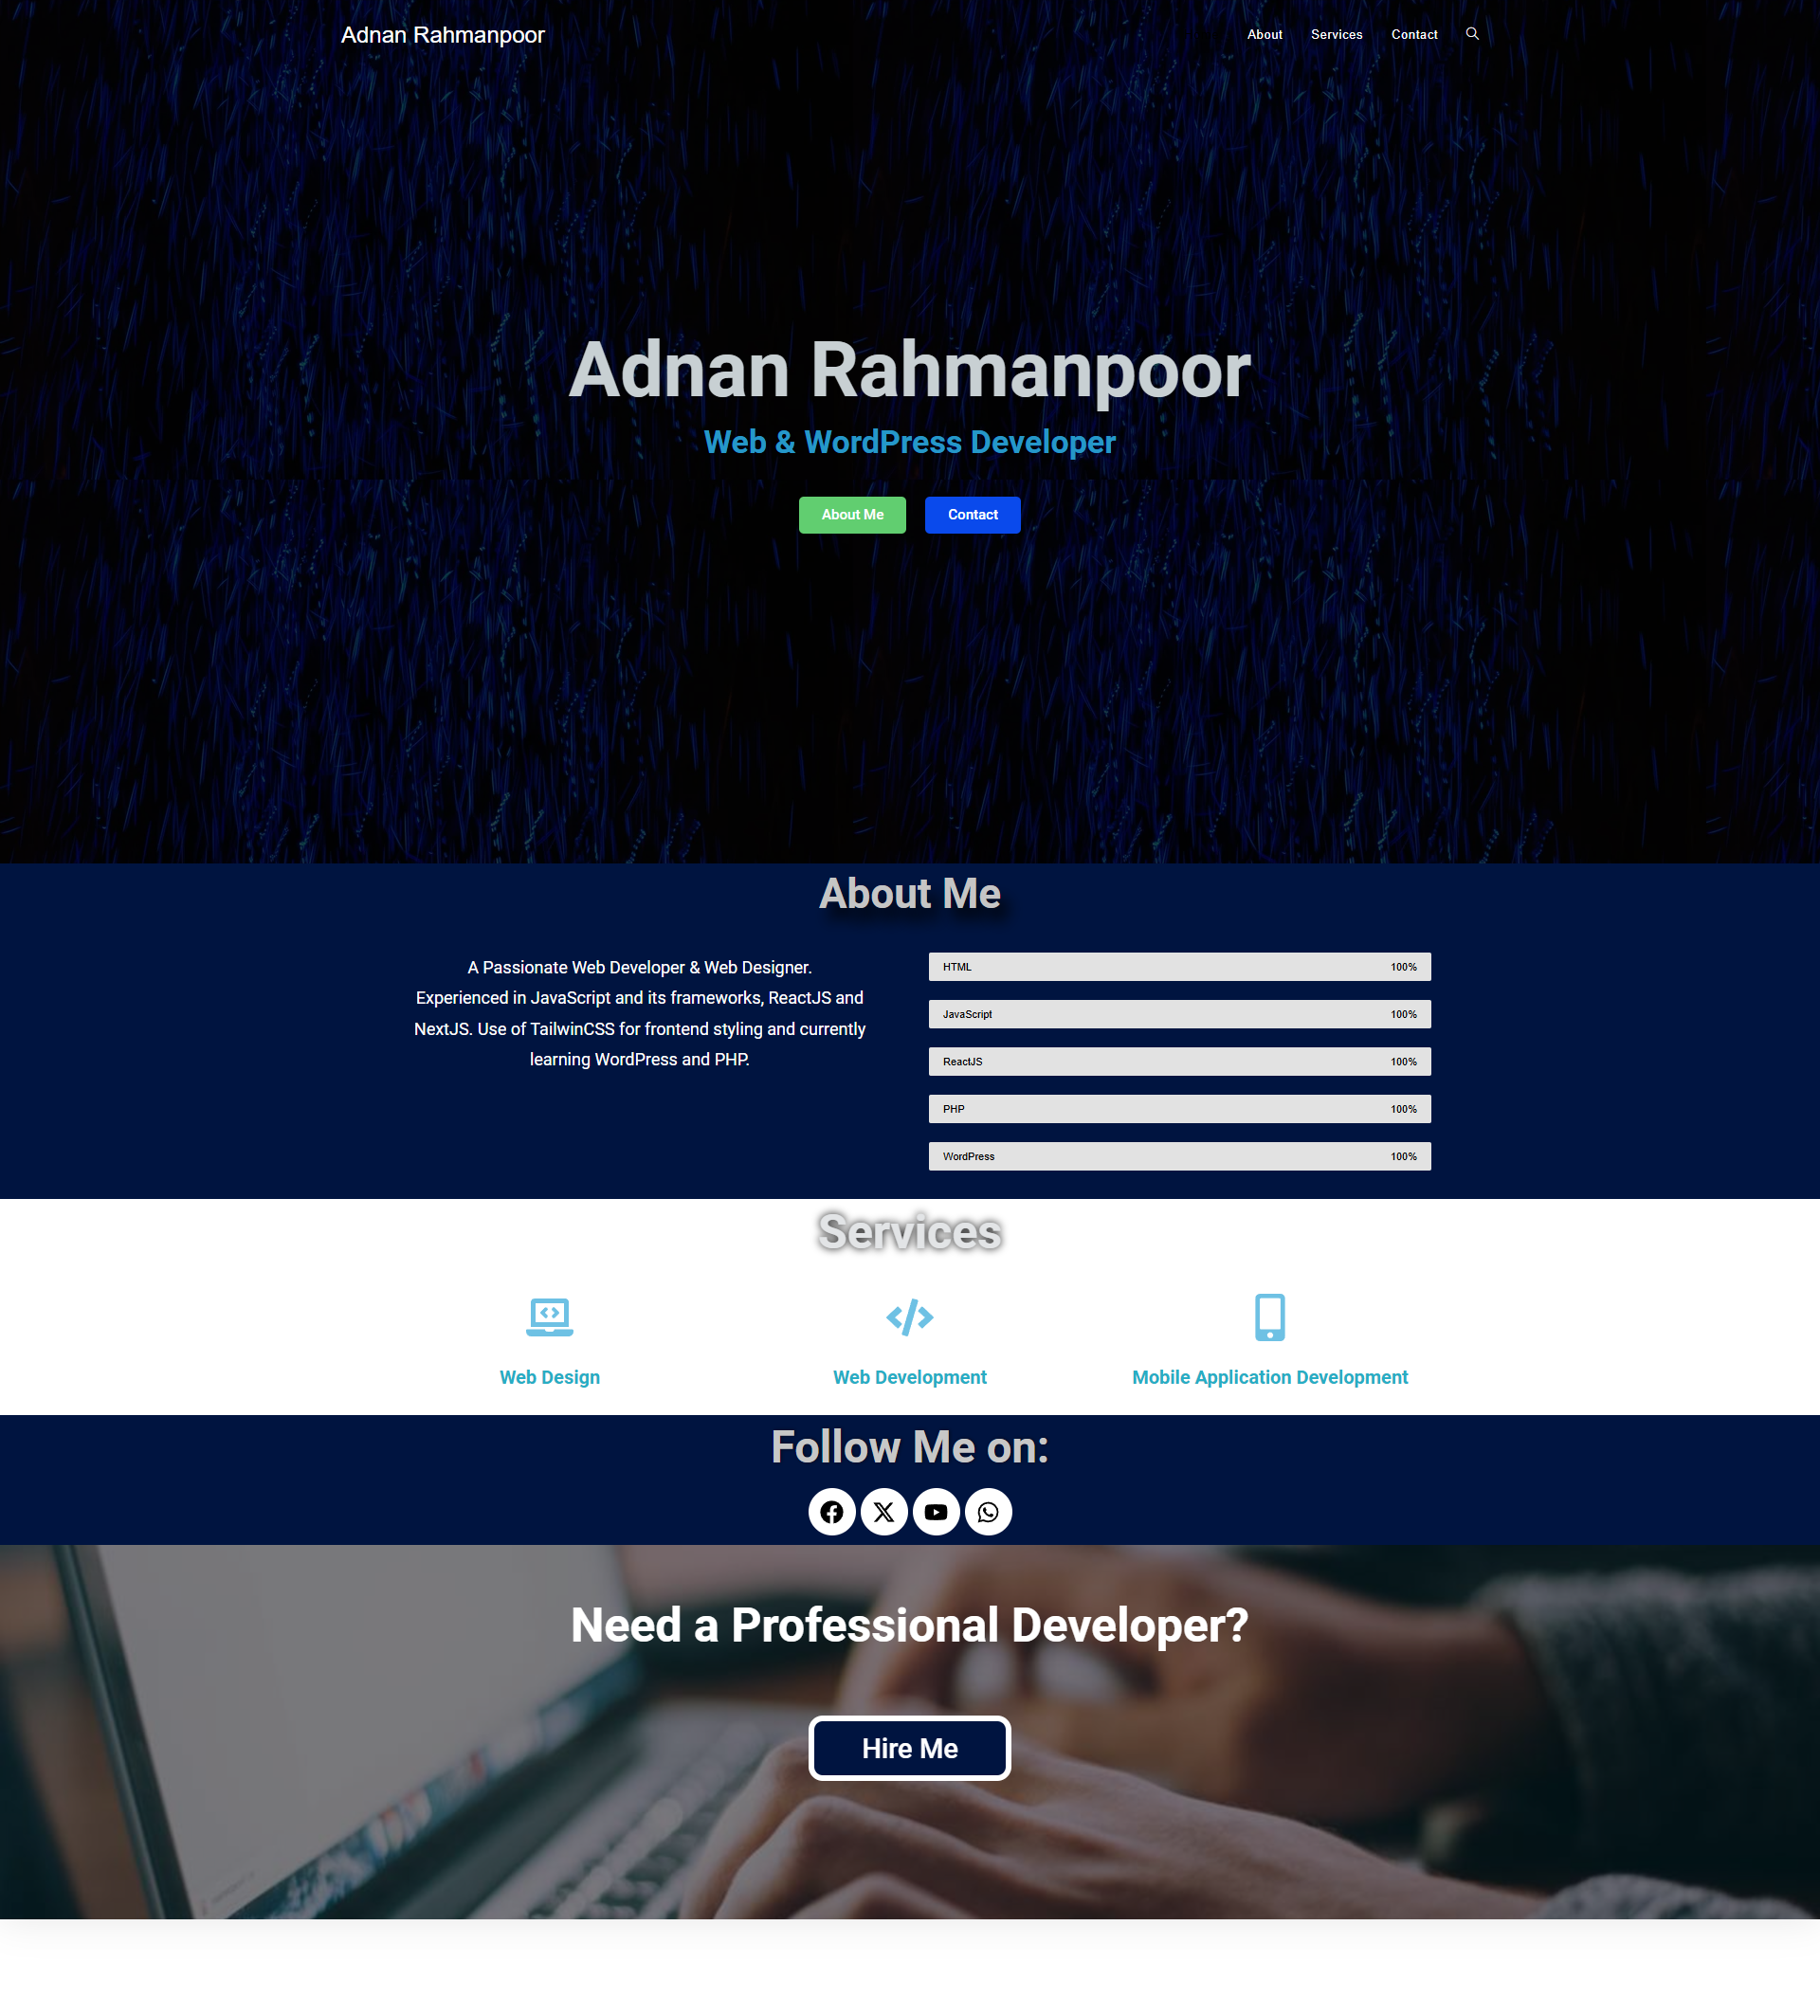 Adnan Rahmanpoor
About Services Contact
Adnan Rahmanpoor
Web & WordPress Developer
About Me Contact
About Me
A Passionate Web Developer & Web Designer.
Experienced in JavaScript and its frameworks, ReactJS and
NextJS. Use of TailwinCSS for frontend styling and currently
learning WordPress and PHP.
HTML 100%
JavaScript 100%
ReactJS 100%
PHP 100%
WordPress 100%
Services
Web Design
Web Development
Mobile Application Development
Follow Me on:
Need a Professional Developer?
Hire Me